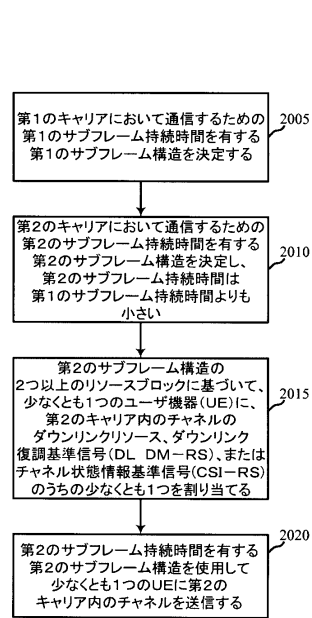 第1のキャリアにおいて通信するための
第1のサブフレーム持続時間を有する
第1のサブフレーム構造を決定する
2005
第2のキャリアにおいて通信するための
第2のサブフレーム持続時間を有する
第2のサブフレーム構造を決定し、
第2のサブフレーム持続時間は
第1のサブフレーム持続時間よりも
小さい
2010
第2のサブフレーム構造の
2つ以上のリソースブロックに基づいて、
少なくとも1つのユーザ機器(UE)に、
第2のキャリア内のチャネルの
ダウンリンクリソース、ダウンリンク
復調基準信号(DL DM-RS)、または
チャネル状態情報基準信号(CSI-RS)
のうちの少なくとも1つを割り当てる
2015
第2のサブフレーム持続時間を有する
第2のサブフレーム構造を使用して
少なくとも1つのUEに第2の
キャリア内のチャネルを送信する
2020